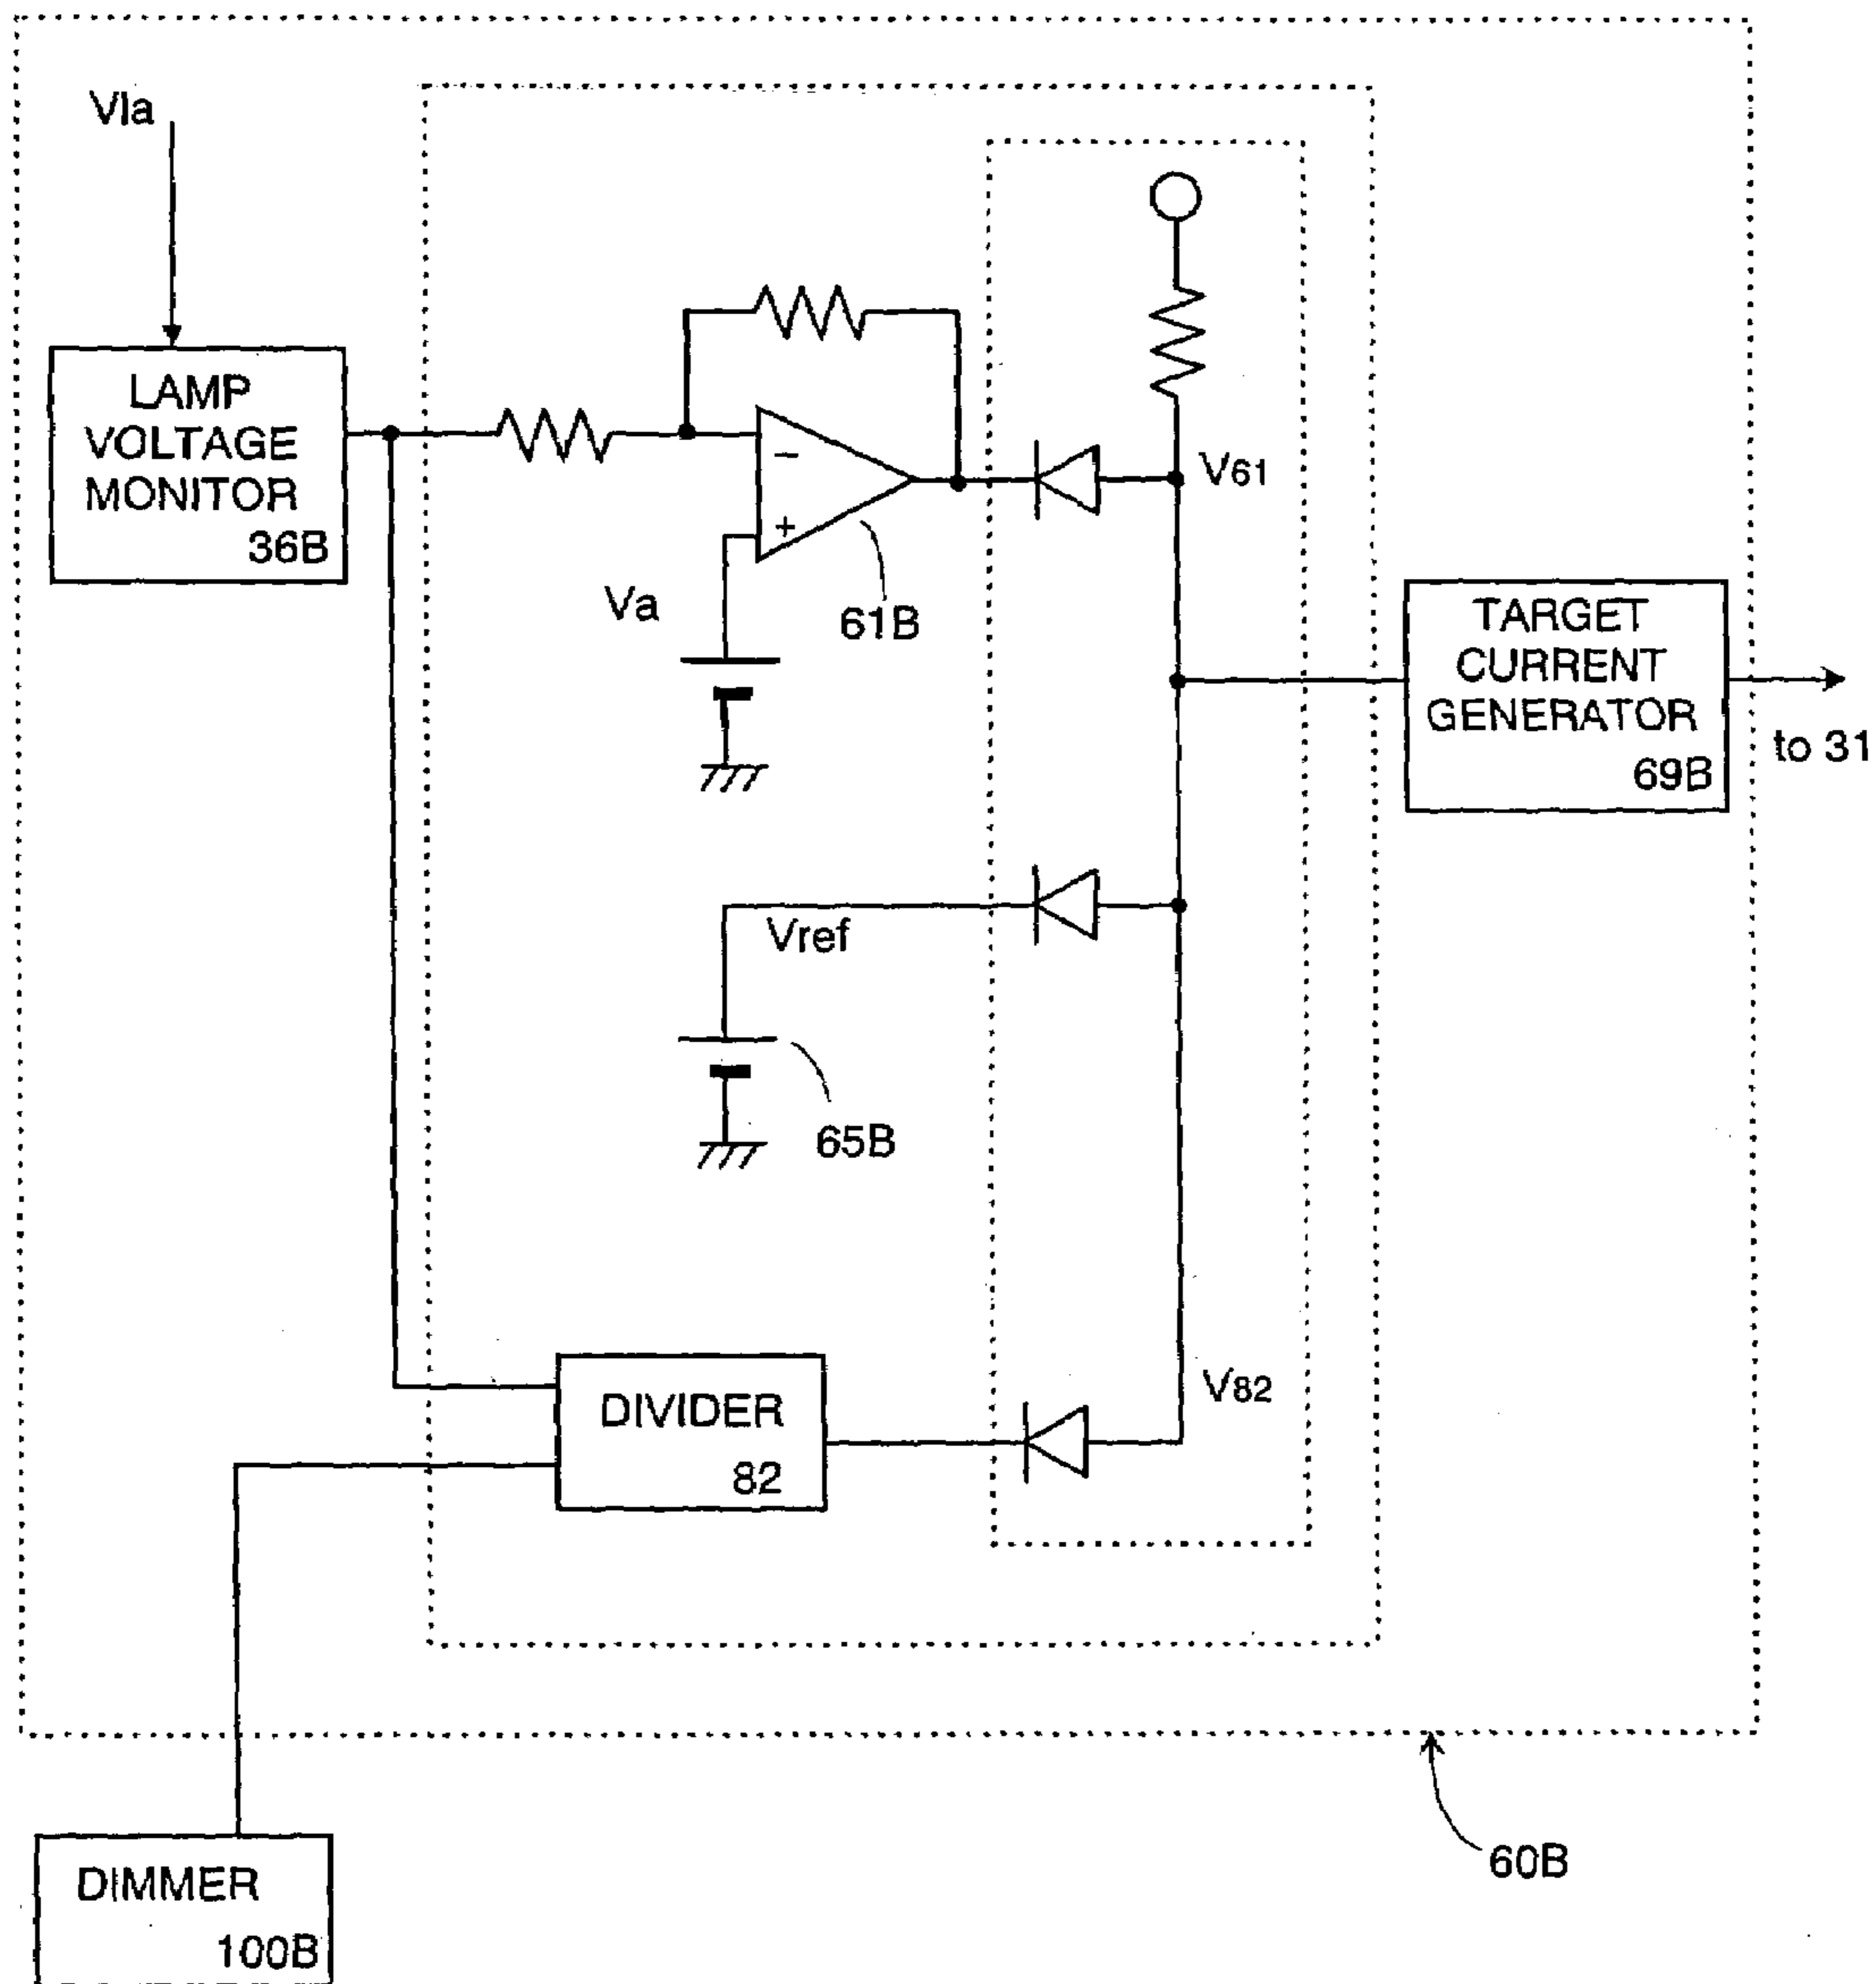 Vla
LAMP
VOLTAGE
MONITOR
36B
−
+
Va
61B
V61
TARGET
CURRENT
GENERATOR
69B
to 31
Vref
65B
V82
DIVIDER
82
60B
DIMMER
100B